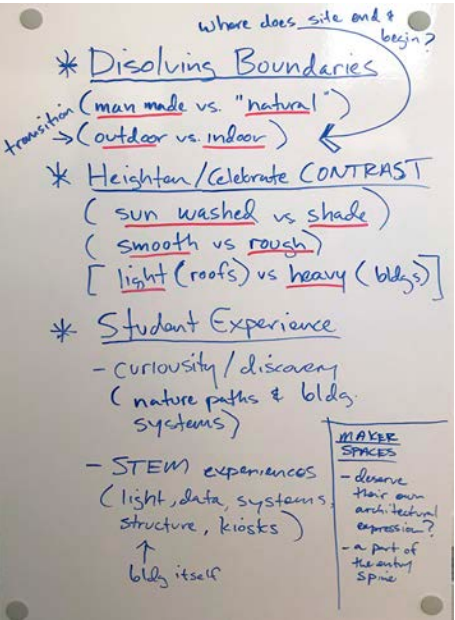 where does site end &
begin?
* Disolving Boundaries
transition (man made vs. "natural")
→ (outdoor vs. indoor)
* Heighten/Celebrate CONTRAST
( sun washed vs shade )
( smooth vs rough )
[ light (roofs) vs heavy (bldgs) ]
* Student Experience
- curiousity / discovery
( nature paths & bldg.
systems )
- STEM experiences
(light, data, systems,
structure, kiosks )
↑
bldg itself
MAKER
SPACES
- deserve
their own
architectural
expression?
- a part of
the entry
spine